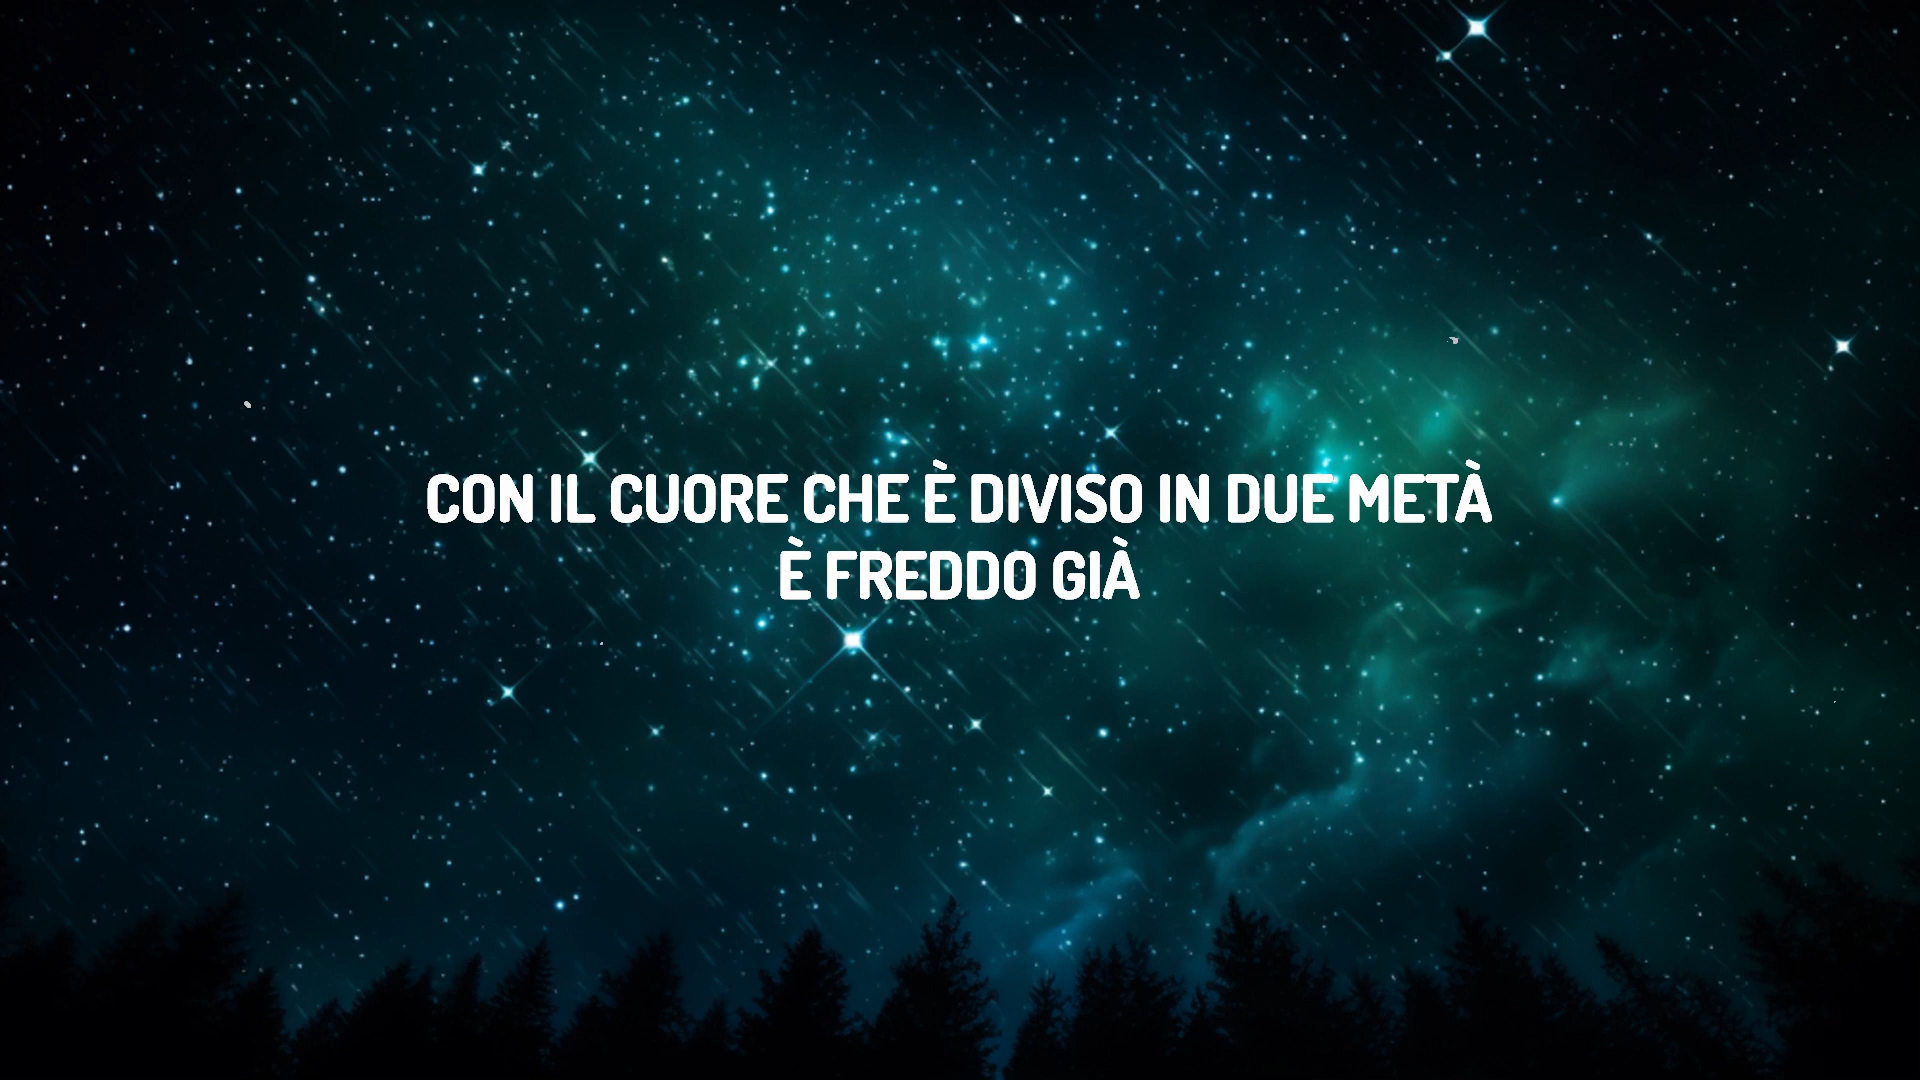 CON IL CUORE CHE È DIVISO IN DUE METÀ
È FREDDO GIÀ